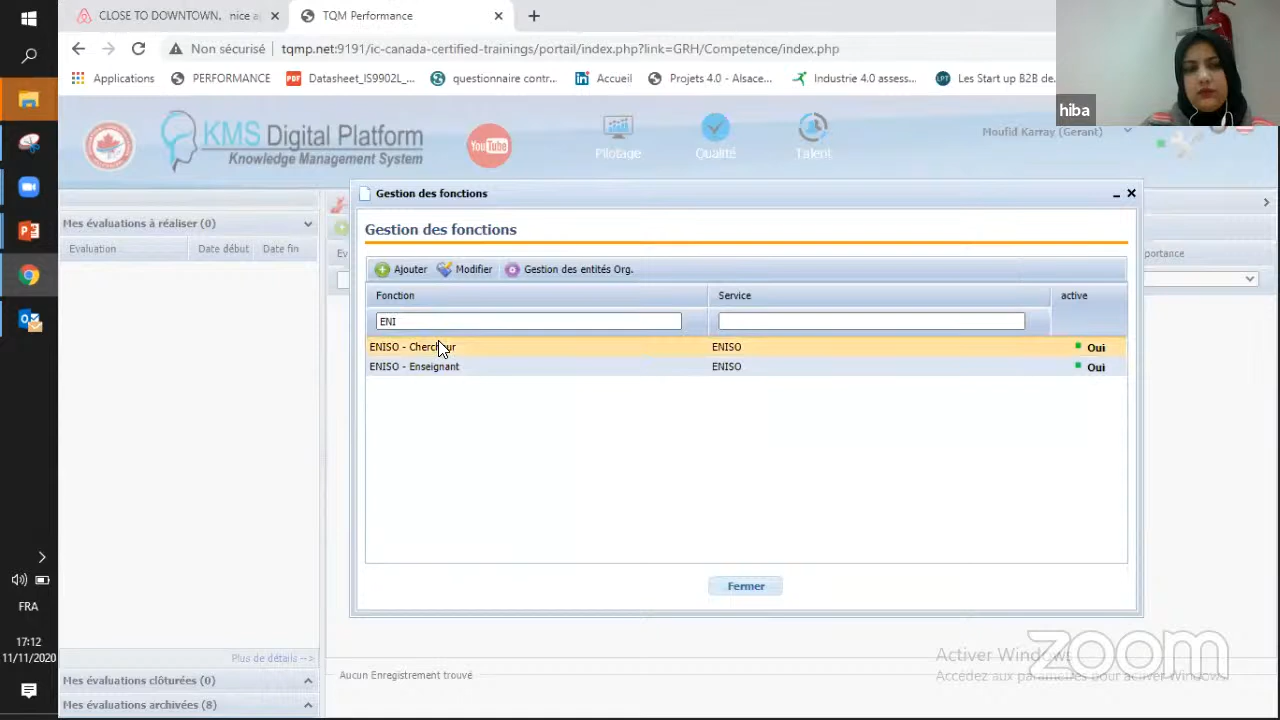 CLOSE TO DOWNTOWN, nice a
TQM Performance
Non sécurisé
tqmp.net:9191/ic-canada-certified-trainings/portail/index.php?link=GRH/Competence/index.php
Applications
PERFORMANCE
PDF
Datasheet_IS9902L_...
questionnaire contr...
Accueil
Projets 4.0 - Alsace...
Industrie 4.0 assess...
LPT
Les Start up B2B de
hiba
KMS Digital Platform
Knowledge Management System
YouTube
Pilotage
Qualité
Talent
Moufid Karray (Gerant)
Gestion des fonctions
Mes évaluations à réaliser (0)
Evaluation
Date début
Date fin
Ev
portance
Gestion des fonctions
Ajouter
Modifier
Gestion des entités Org.
Fonction
Service
active
ENI
ENISO - Chercheur
ENISO
Oui
ENISO - Enseignant
ENISO
Oui
Fermer
FRA
17:12
11/11/2020
Plus de détails -->
Mes évaluations clôturées (0)
Mes évaluations archivées (8)
Aucun Enregistrement trouvé
Activer Windows
Accédez aux paramètres pour activer Windows.
zoom